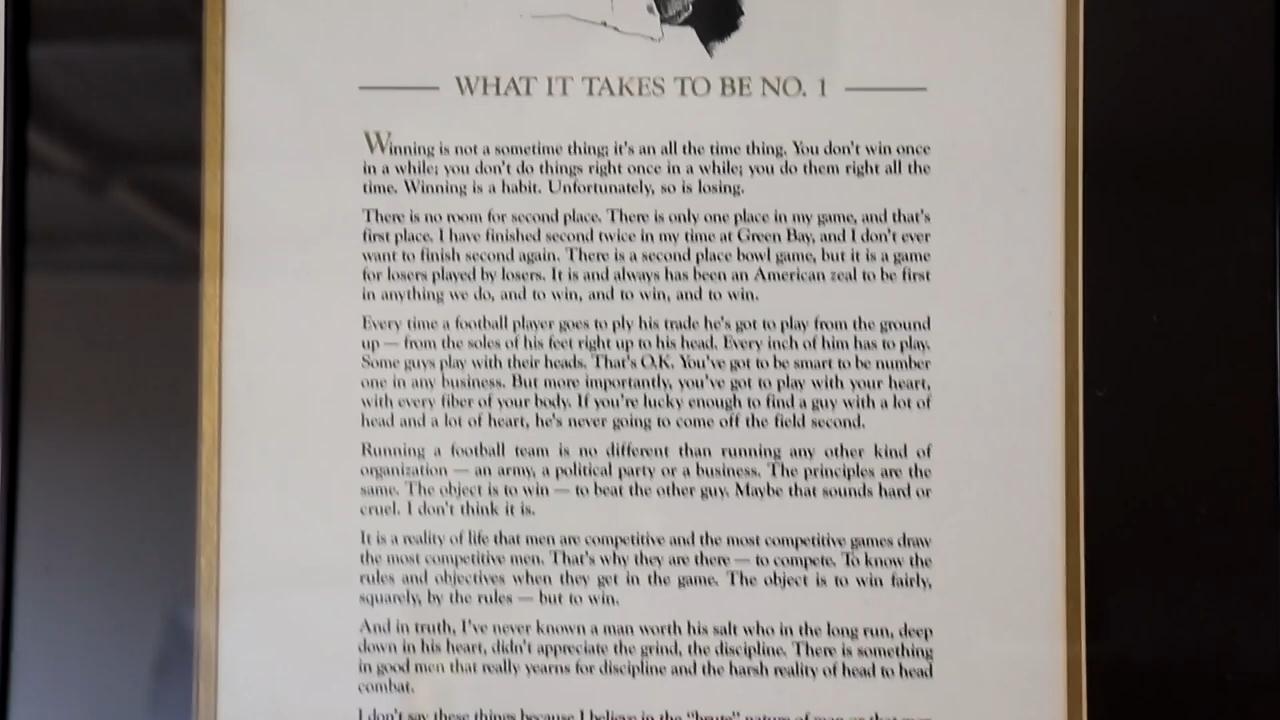 WHAT IT TAKES TO BE NO. 1
Winning is not a sometime thing; it's an all the time thing. You don't win once
in a while; you don't do things right once in a while; you do them right all the
time. Winning is a habit. Unfortunately, so is losing.
There is no room for second place. There is only one place in my game, and that's
first place. I have finished second twice in my time at Green Bay, and I don't ever
want to finish second again. There is a second place bowl game, but it is a game
for losers played by losers. It is and always has been an American zeal to be first
in anything we do, and to win, and to win, and to win.
Every time a football player goes to ply his trade he's got to play from the ground
up — from the soles of his feet right up to his head. Every inch of him has to play.
Some guys play with their heads. That's O.K. You've got to be smart to be number
one in any business. But more importantly, you've got to play with your heart,
with every fiber of your body. If you're lucky enough to find a guy with a lot of
head and a lot of heart, he's never going to come off the field second.
Running a football team is no different than running any other kind of
organization — an army, a political party or a business. The principles are the
same. The object is to win — to beat the other guy. Maybe that sounds hard or
cruel. I don't think it is.
It is a reality of life that men are competitive and the most competitive games draw
the most competitive men. That's why they are there — to compete. To know the
rules and objectives when they get in the game. The object is to win fairly,
squarely, by the rules — but to win.
And in truth, I've never known a man worth his salt who in the long run, deep
down in his heart, didn't appreciate the grind, the discipline. There is something
in good men that really yearns for discipline and the harsh reality of head to head
combat.
I don't say these things because I believe in the "brute" nature of man or that men